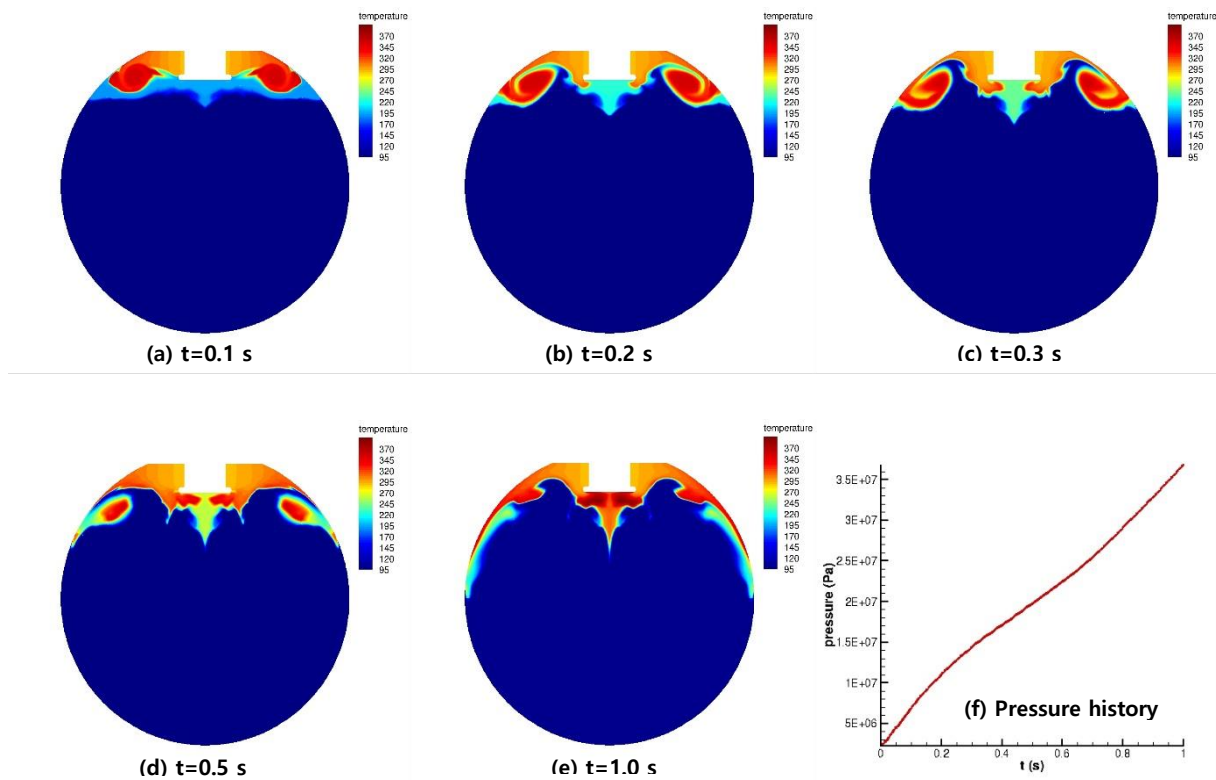 temperature
370
345
320
295
270
245
220
195
170
145
120
95
(a) t=0.1 s
temperature
370
345
320
295
270
245
220
195
170
145
120
95
(b) t=0.2 s
temperature
370
345
320
295
270
245
220
195
170
145
120
95
(c) t=0.3 s
temperature
370
345
320
295
270
245
220
195
170
145
120
95
(d) t=0.5 s
temperature
370
345
320
295
270
245
220
195
170
145
120
95
(e) t=1.0 s
3.5E+07
3E+07
2.5E+07
2E+07
1.5E+07
1E+07
5E+06
pressure (Pa)
(f) Pressure history
0 0.2 0.4 0.6 0.8 1
t (s)